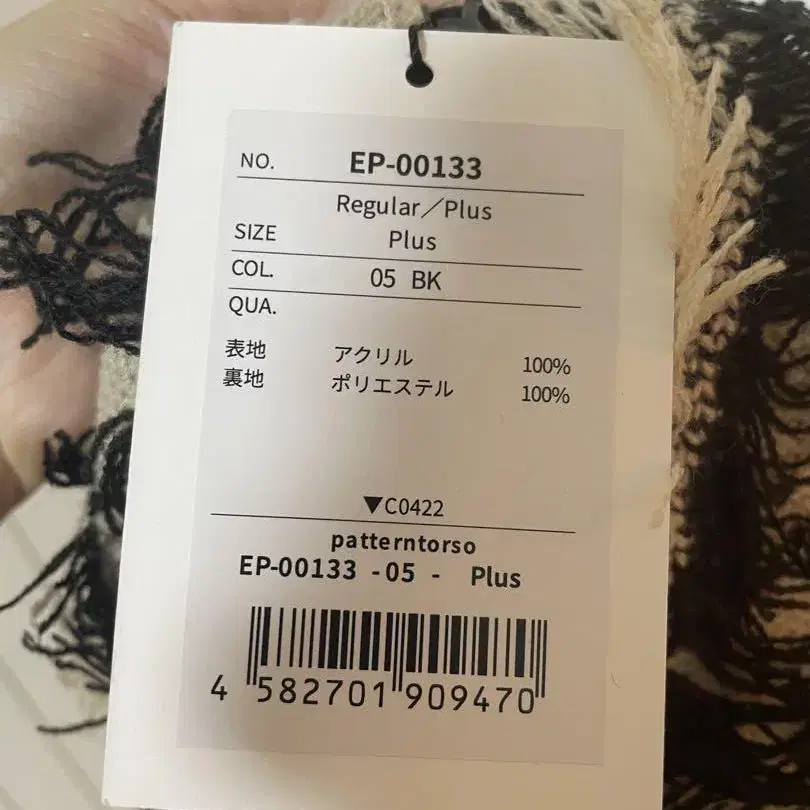 NO. EP-00133
Regular／Plus
SIZE Plus
COL. 05 BK
QUA.
表地 アクリル 100%
裏地 ポリエステル 100%
▼C0422
patterntorso
EP-00133 -05 - Plus
4 582701 909470